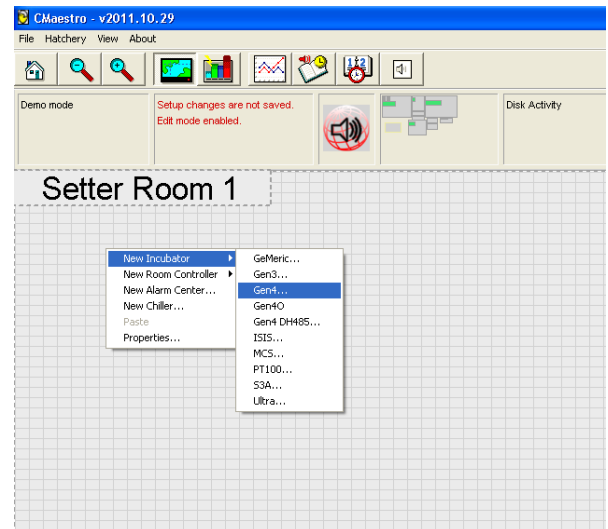 CMaestro - v2011.10.29
File Hatchery View About
Demo mode
Setup changes are not saved.
Edit mode enabled.
Disk Activity
Setter Room 1
New Incubator
New Room Controller
New Alarm Center...
New Chiller...
Paste
Properties...
GeMeric...
Gen3...
Gen4...
Gen4O
Gen4 DH485...
ISIS...
MCS...
PT100...
S3A...
Ultra...